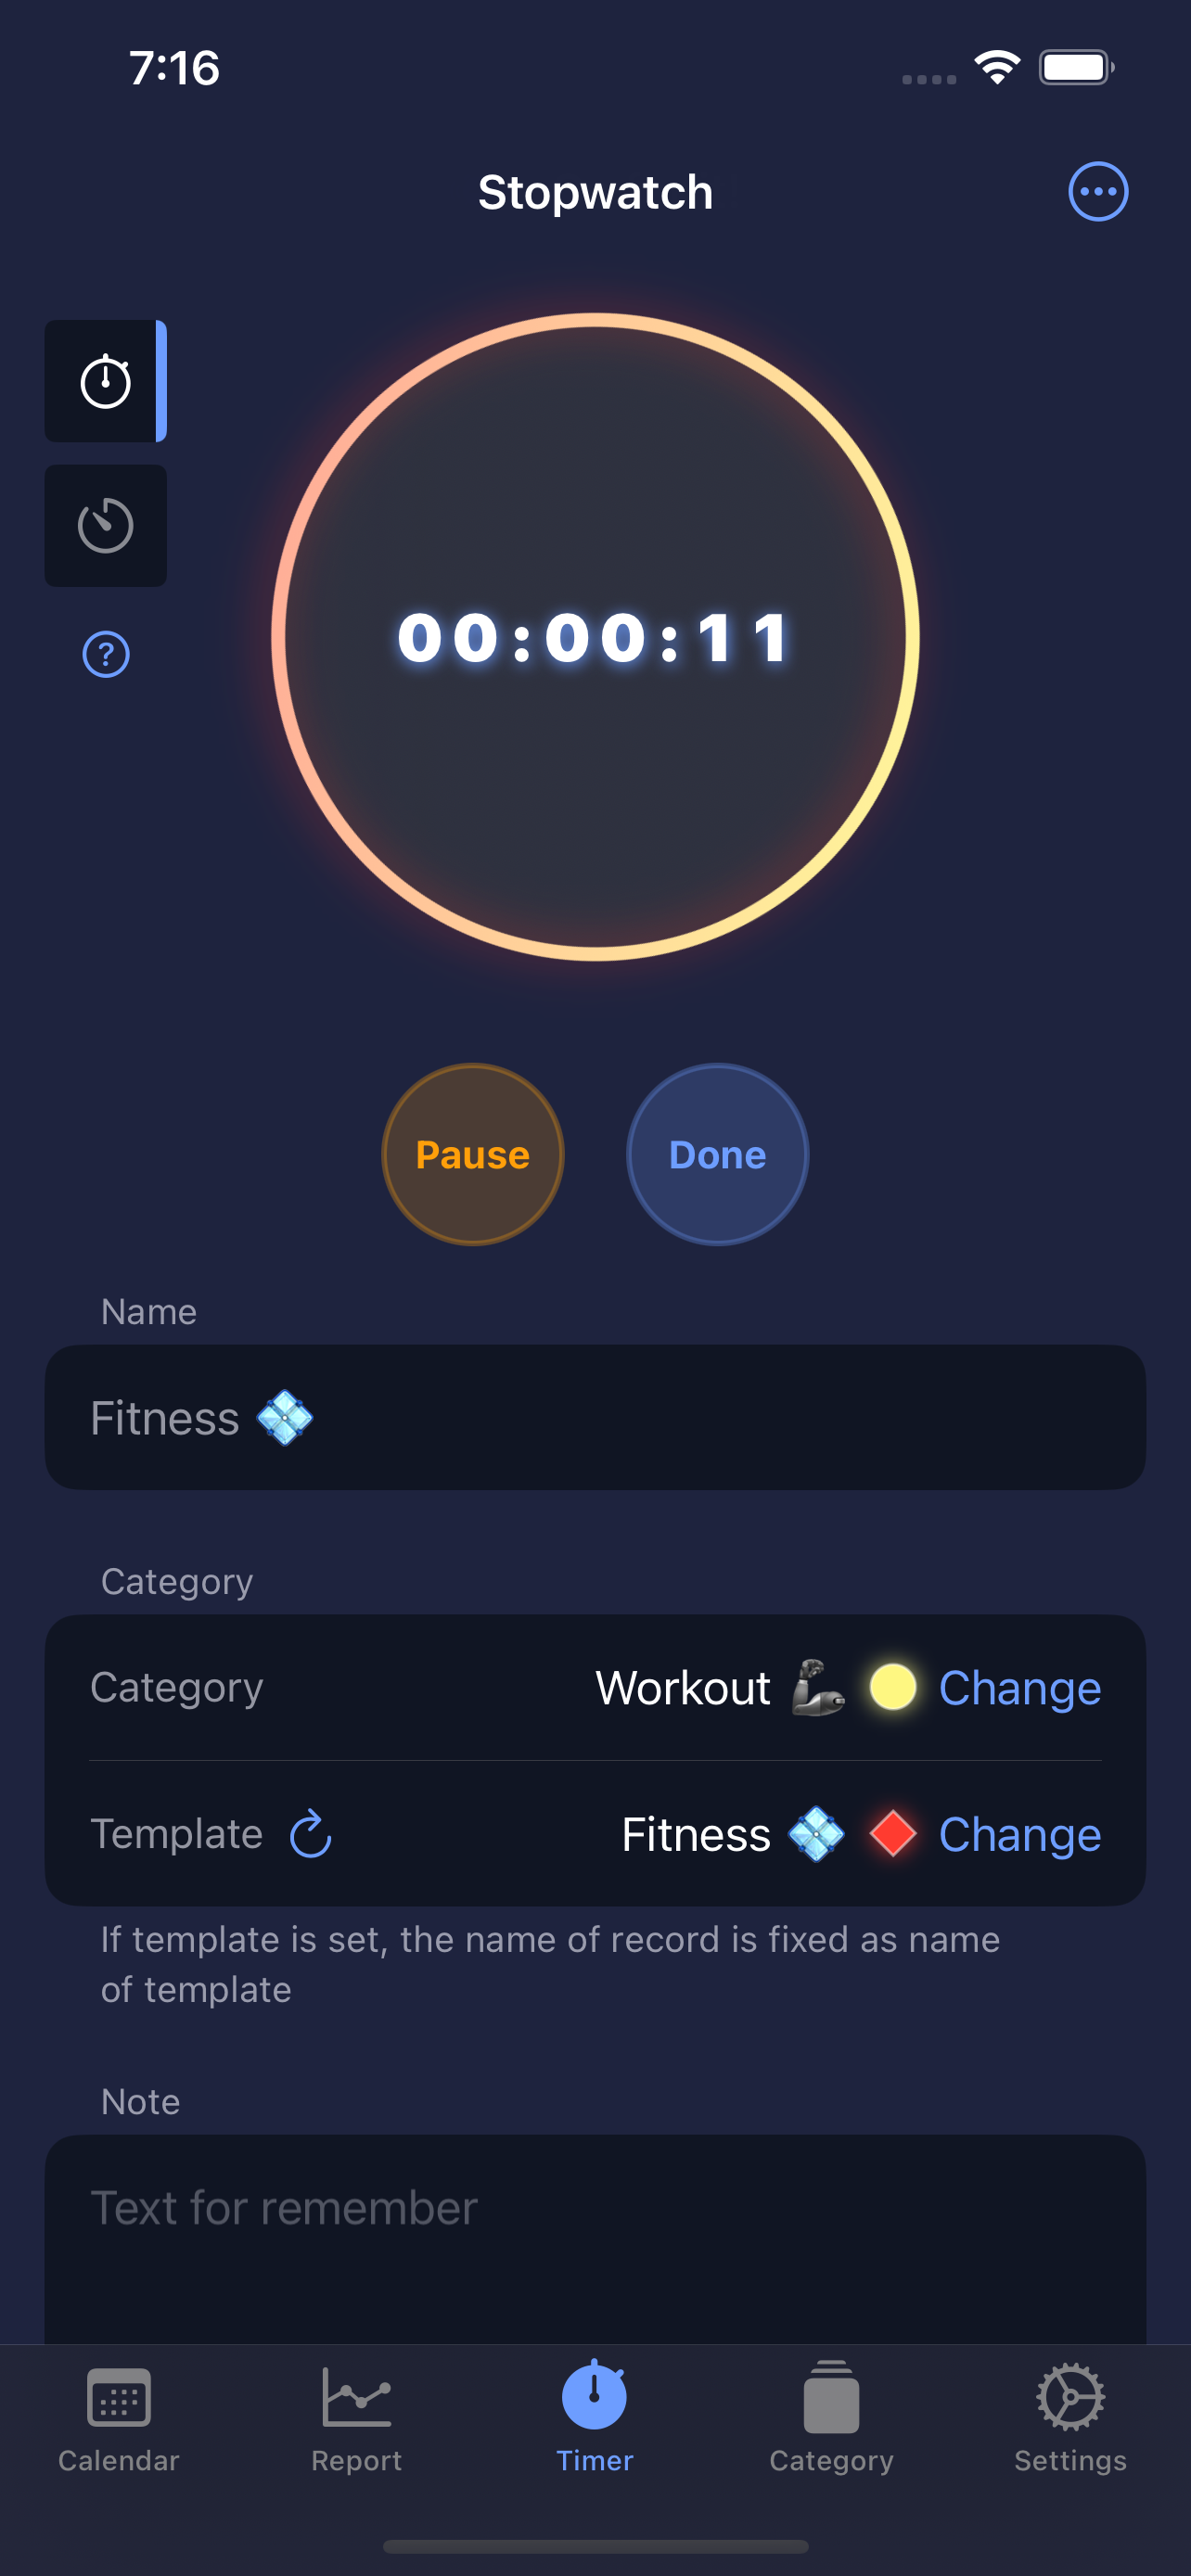 7:16
Stopwatch
00:00:11
Pause
Done
Name
Fitness 💠
Category
Category
Workout 🦾
Change
Template
Fitness 💠
Change
If template is set, the name of record is fixed as name
of template
Note
Text for remember
Calendar
Report
Timer
Category
Settings